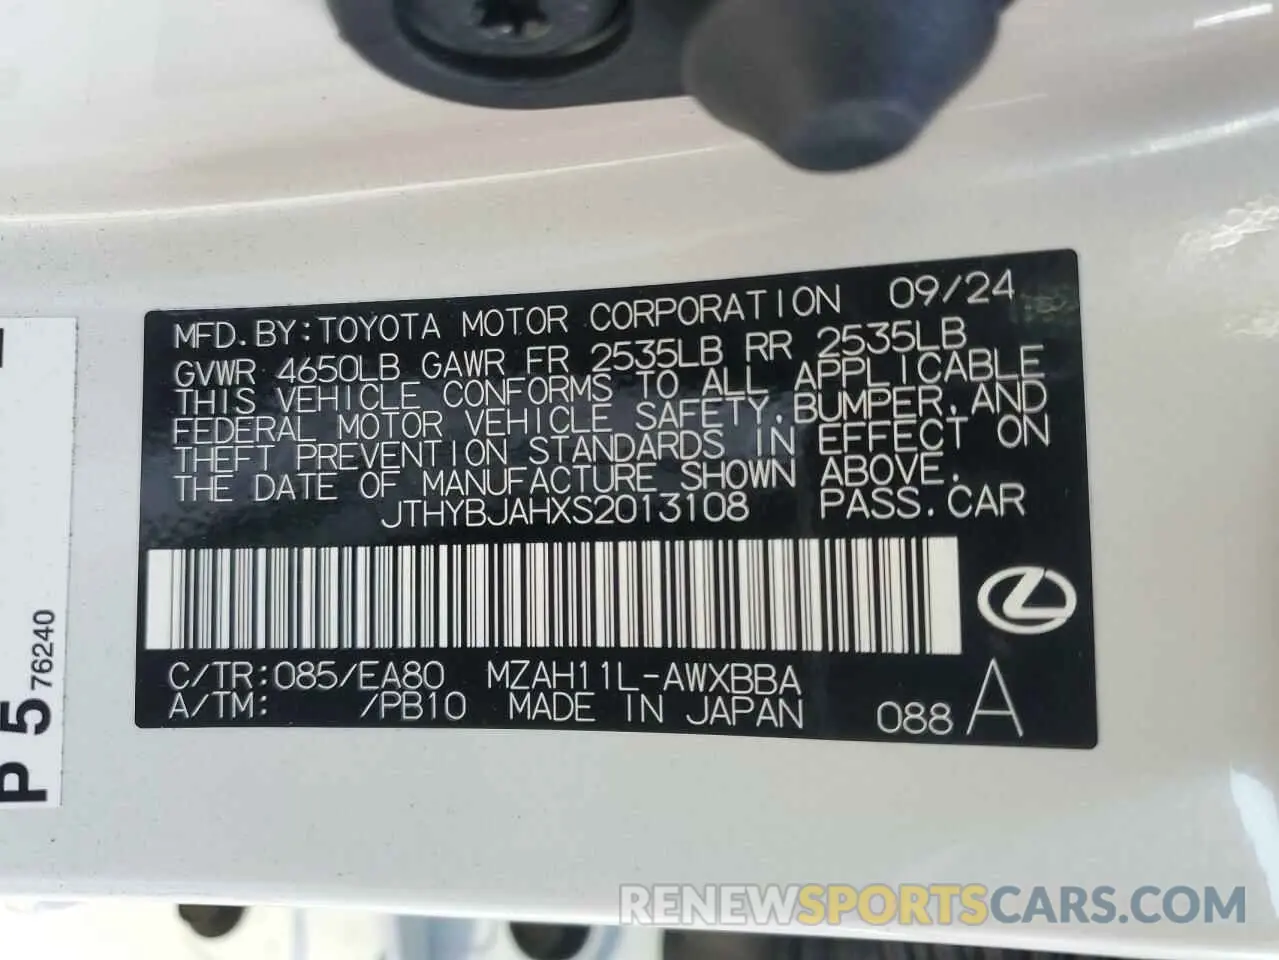 MFD. BY: TOYOTA MOTOR CORPORATION 09/24
GVWR 4650LB GAWR FR 2535LB RR 2535LB
THIS VEHICLE CONFORMS TO ALL APPLICABLE
FEDERAL MOTOR VEHICLE SAFETY, BUMPER, AND
THEFT PREVENTION STANDARDS IN EFFECT ON
THE DATE OF MANUFACTURE SHOWN ABOVE.
JTHYBJAHXS2013108 PASS. CAR
C/TR: 085/EA80 MZAH11L-AWXBBA
A/TM: /PB10 MADE IN JAPAN 088 A
P 5 76240
RENEWSPORTSCARS.COM